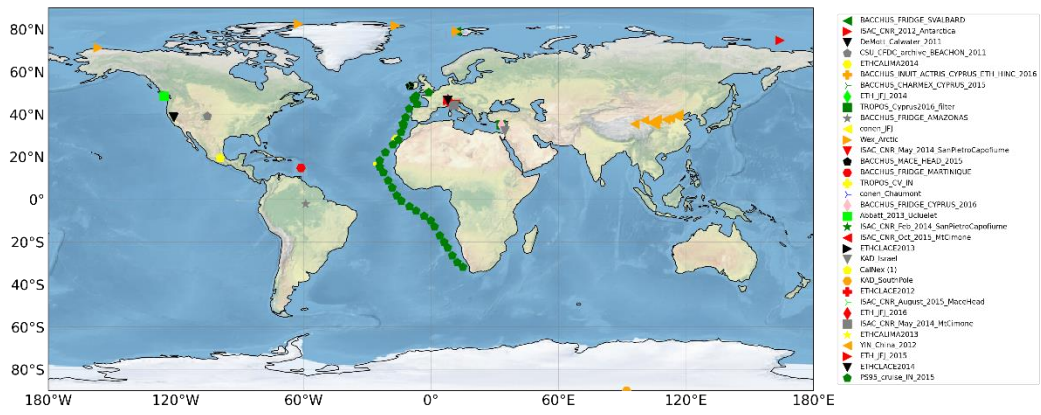 80°N
60°N
40°N
20°N
0°
20°S
40°S
60°S
80°S
180°W
120°W
60°W
0°
60°E
120°E
180°E
BACCHUS_FRIDGE_SVALBARD
ISAC_CNR_2012_Antarctica
DeMott_Calwater_2011
CSU_CFDC_archive_BEACHON_2011
ETHCALIMA2014
BACCHUS_INUIT_ACTRIS_CYPRUS_ETH_HINC_2016
BACCHUS_CHARMEX_CYPRUS_2015
ETH_JFJ_2014
TROPOS_Cyprus2016_filter
BACCHUS_FRIDGE_AMAZONAS
conen_JFJ
Wex_Arctic
ISAC_CNR_May_2014_SanPietroCapofiume
BACCHUS_MACE_HEAD_2015
BACCHUS_FRIDGE_MARTINIQUE
TROPOS_CV_IN
conen_Chaumont
BACCHUS_FRIDGE_CYPRUS_2016
Abbatt_2013_Ucluelet
ISAC_CNR_Feb_2014_SanPietroCapofiume
ISAC_CNR_Oct_2015_MtCimone
ETHCLACE2013
KAD_Israel
CalNex (1)
KAD_SouthPole
ETHCLACE2012
ISAC_CNR_August_2015_MaceHead
ETH_JFJ_2016
ISAC_CNR_May_2014_MtCimone
ETHCALIMA2013
YIN_China_2012
ETH_JFJ_2015
ETHCLACE2014
PS95_cruise_IN_2015